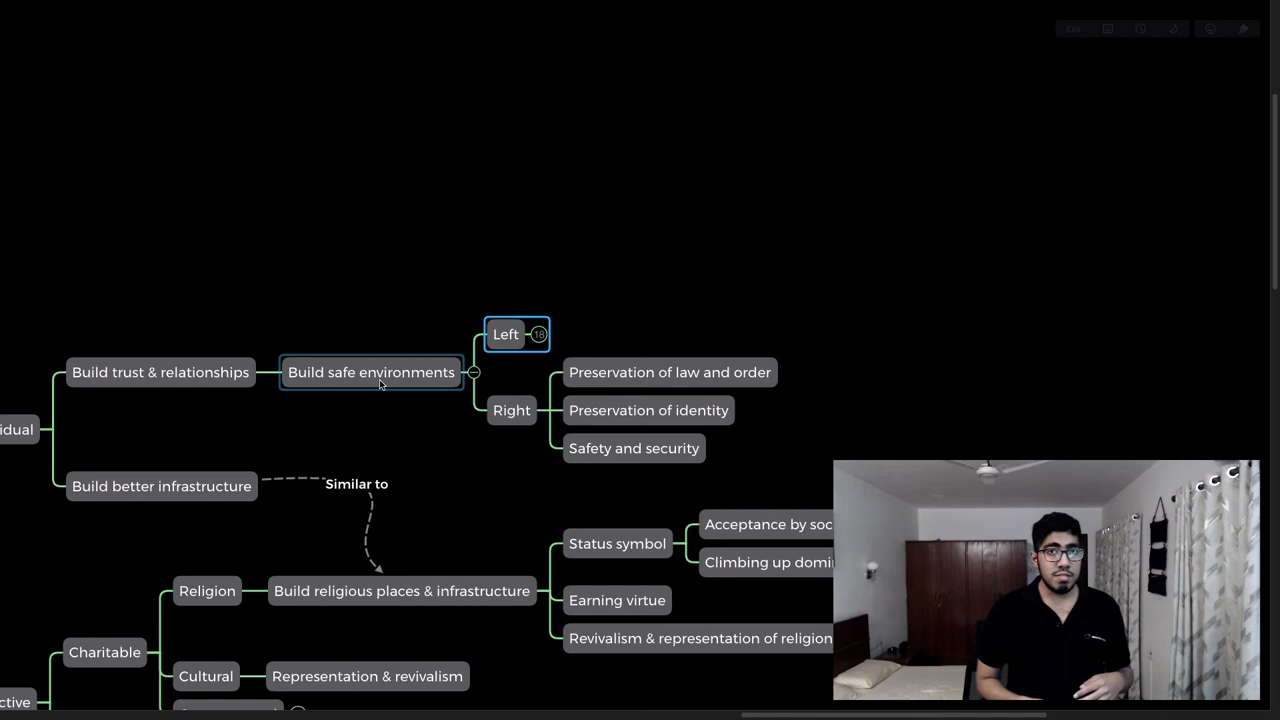 Exit
Left
18
Build trust & relationships
Build safe environments
Preservation of law and order
Right
Preservation of identity
idual
Safety and security
Build better infrastructure
Similar to
Acceptance by soc
Status symbol
Climbing up domi
Religion
Build religious places & infrastructure
Earning virtue
Revivalism & representation of religion
Charitable
Cultural
Representation & revivalism
ctive